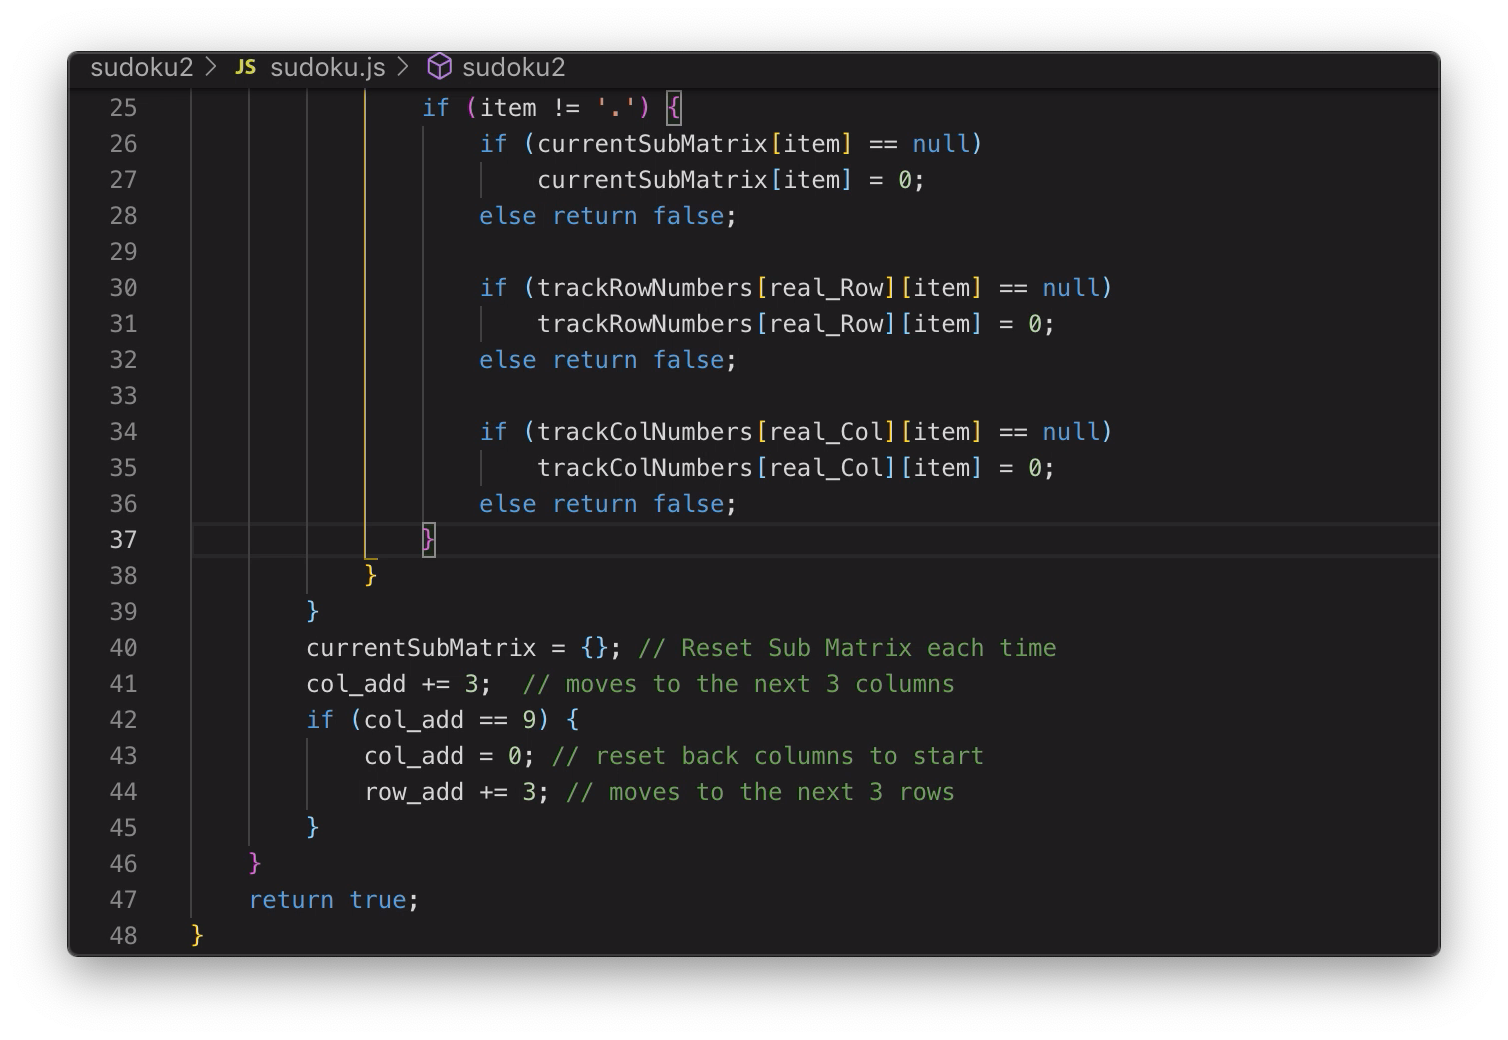 sudoku2 > JS sudoku.js > sudoku2
25 if (item != '.') {
26 if (currentSubMatrix[item] == null)
27 currentSubMatrix[item] = 0;
28 else return false;
29
30 if (trackRowNumbers[real_Row][item] == null)
31 trackRowNumbers[real_Row][item] = 0;
32 else return false;
33
34 if (trackColNumbers[real_Col][item] == null)
35 trackColNumbers[real_Col][item] = 0;
36 else return false;
37 }
38 }
39 }
40 currentSubMatrix = {}; // Reset Sub Matrix each time
41 col_add += 3;  // moves to the next 3 columns
42 if (col_add == 9) {
43 col_add = 0; // reset back columns to start
44 row_add += 3; // moves to the next 3 rows
45 }
46 }
47 return true;
48 }